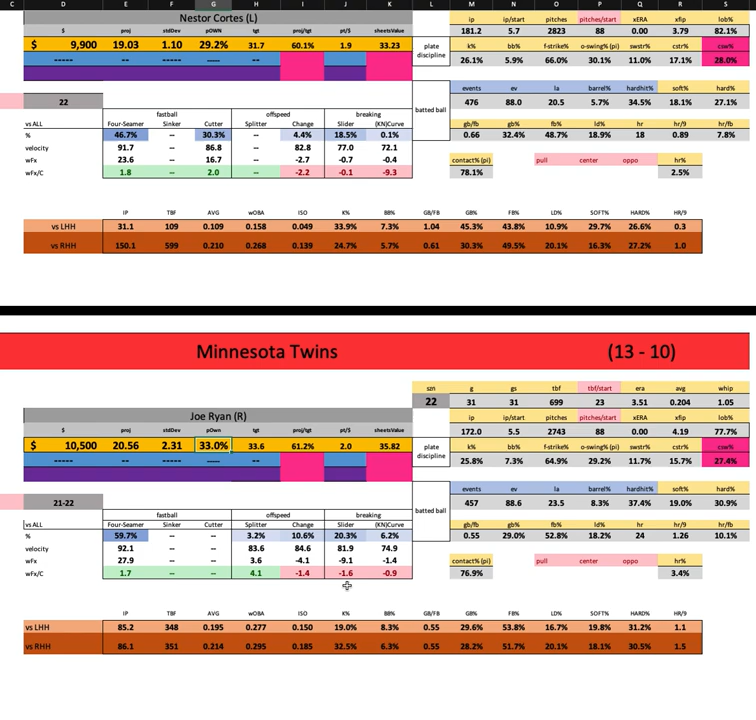 C D E F G H I J K L M N O P Q R S
Nestor Cortes (L) ip ip/start pitches pitches/start xERA xfip lob%
181.2 5.7 2823 88 0.00 3.79 82.1%
$ proj stdDev pOWN tgt proj/tgt pt/$ sheetsValue
$ 9,900 19.03 1.10 29.2% 31.7 60.1% 1.9 33.23 plate discipline k% bb% f-strike% o-swing% (pi) swstr% cstr% csw%
----- -- -- ---- -- 26.1% 5.9% 66.0% 30.1% 11.0% 17.1% 28.0%
events ev la barrel% hardhit% soft% hard%
22 476 88.0 20.5 5.7% 34.5% 18.1% 27.1%
fastball offspeed breaking batted ball
vs ALL Four-Seamer Sinker Cutter Splitter Change Slider (KN)Curve gb/fb gb% fb% ld% hr hr/9 hr/fb
% 46.7% -- 30.3% -- 4.4% 18.5% 0.1% 0.66 32.4% 48.7% 18.9% 18 0.89 7.8%
velocity 91.7 86.8 82.8 77.0 72.1
wFx 23.6 -- 16.7 -- -2.7 -0.7 -0.4 contact% (pi) pull center oppo hr%
wFx/C 1.8 -- 2.0 -- -2.2 -0.1 -9.3 78.1% 2.5%
IP TBF AVG wOBA ISO K% BB% GB/FB GB% FB% LD% SOFT% HARD% HR/9
vs LHH 31.1 109 0.109 0.158 0.049 33.9% 7.3% 1.04 45.3% 43.8% 10.9% 29.7% 26.6% 0.3
vs RHH 150.1 599 0.210 0.268 0.139 24.7% 5.7% 0.61 30.3% 49.5% 20.1% 16.3% 27.2% 1.0
Minnesota Twins (13 - 10)
szn g gs tbf tbf/start era avg whip
22 31 31 699 23 3.51 0.204 1.05
Joe Ryan (R) ip ip/start pitches pitches/start xERA xfip lob%
$ proj stdDev pOwn tgt proj/tgt pt/$ sheetsValue 172.0 5.5 2743 88 0.00 4.19 77.7%
$ 10,500 20.56 2.31 33.0% 33.6 61.2% 2.0 35.82 plate discipline k% bb% f-strike% o-swing% (pi) swstr% cstr% csw%
----- -- -- ---- -- 25.8% 7.3% 64.9% 29.2% 11.7% 15.7% 27.4%
events ev la barrel% hardhit% soft% hard%
21-22 457 88.6 23.5 8.3% 37.4% 19.0% 30.9%
fastball offspeed breaking batted ball
vs ALL Four-Seamer Sinker Cutter Splitter Change Slider (KN)Curve gb/fb gb% fb% ld% hr hr/9 hr/fb
% 59.7% -- -- 3.2% 10.6% 20.3% 6.2% 0.55 29.0% 52.8% 18.2% 24 1.26 10.1%
velocity 92.1 83.6 84.6 81.9 74.9
wFx 27.9 -- -- 3.6 -4.1 -9.1 -1.4 contact% (pi) pull center oppo hr%
wFx/C 1.7 -- -- 4.1 -1.4 -1.6 -0.9 76.9% 3.4%
IP TBF AVG wOBA ISO K% BB% GB/FB GB% FB% LD% SOFT% HARD% HR/9
vs LHH 85.2 348 0.195 0.277 0.150 19.0% 8.3% 0.55 29.6% 53.8% 16.7% 19.8% 31.2% 1.1
vs RHH 86.1 351 0.214 0.295 0.185 32.5% 6.3% 0.55 28.2% 51.7% 20.1% 18.1% 30.5% 1.5